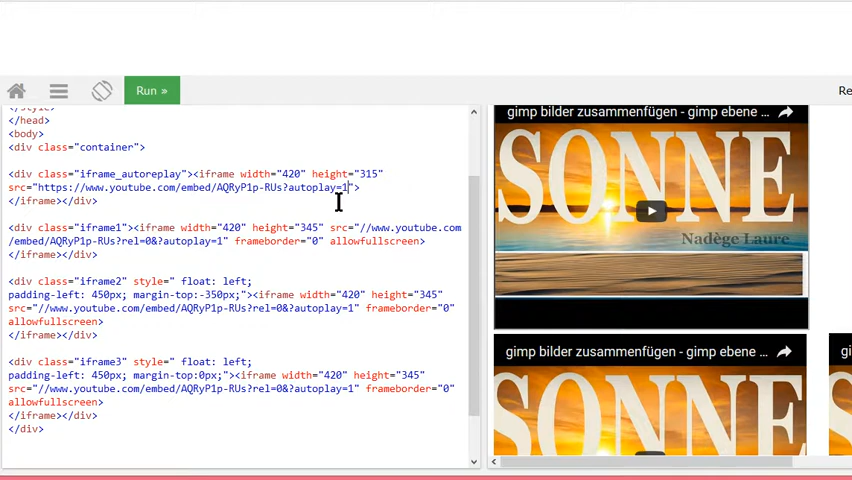 Run »
Re
</style>
</head>
<body>
<div class="container">
<div class="iframe_autoreplay"><iframe width="420" height="315"
src="https://www.youtube.com/embed/AQRyP1p-RUs?autoplay=1">
</iframe></div>
<div class="iframe1"><iframe width="420" height="345" src="//www.youtube.com
/embed/AQRyP1p-RUs?rel=0&?autoplay=1" frameborder="0" allowfullscreen>
</iframe></div>
<div class="iframe2" style=" float: left;
padding-left: 450px; margin-top:-350px;"><iframe width="420" height="345"
src="//www.youtube.com/embed/AQRyP1p-RUs?rel=0&?autoplay=1" frameborder="0"
allowfullscreen>
</iframe></div>
<div class="iframe3" style=" float: left;
padding-left: 450px; margin-top:0px;"><iframe width="420" height="345"
src="//www.youtube.com/embed/AQRyP1p-RUs?rel=0&?autoplay=1" frameborder="0"
allowfullscreen>
</iframe></div>
</div>
gimp bilder zusammenfügen - gimp ebene ...
SONNE
Nadège Laure
gimp bilder zusammenfügen - gimp ebene ...
SONNE